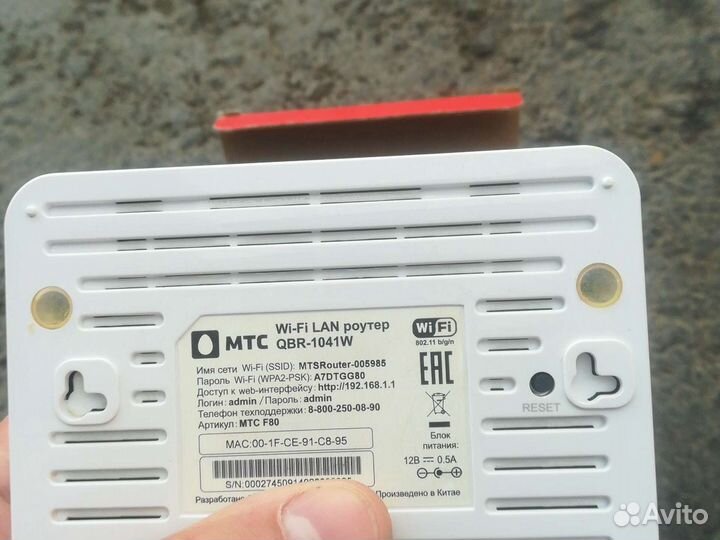 МТС
Wi-Fi LAN роутер
QBR-1041W
WiFi
802.11 b/g/n
Имя сети Wi-Fi (SSID): MTSRouter-005985
Пароль Wi-Fi (WPA2-PSK): A7DTGG80
Доступ к web-интерфейсу: http://192.168.1.1
Логин: admin / Пароль: admin
Телефон техподдержки: 8-800-250-08-90
Артикул: МТС F80
EAC
RESET
MAC:00-1F-CE-91-C8-95
Блок
питания:
12В 0.5A
Разработано
Произведено в Китае
Avito